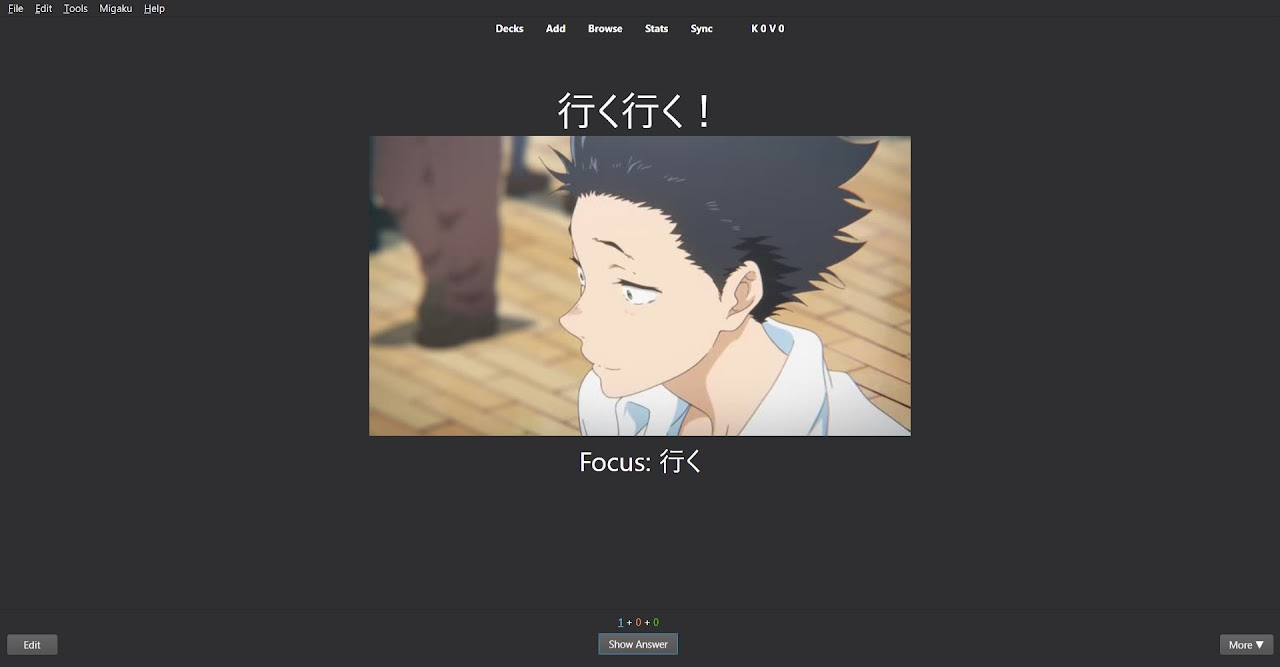 File Edit Tools Migaku Help
Decks Add Browse Stats Sync K 0 V 0
行く行く！
Focus: 行く
1 + 0 + 0
Edit Show Answer More ▼